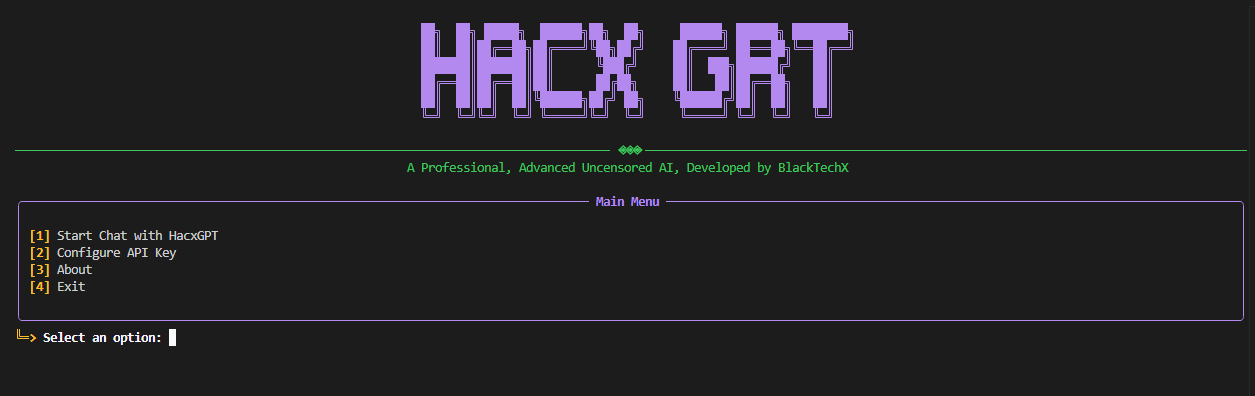 HACX GRT
A Professional, Advanced Uncensored AI, Developed by BlackTechX
Main Menu
[1] Start Chat with HacxGPT
[2] Configure API Key
[3] About
[4] Exit
╚═> Select an option: